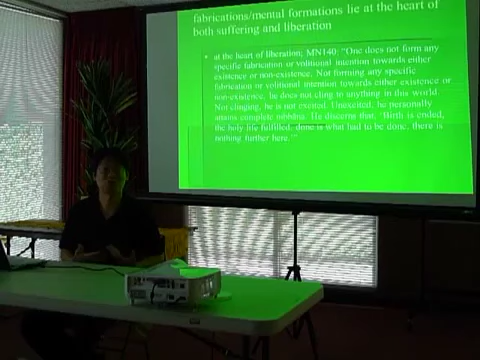 fabrications/mental formations lie at the heart of
both suffering and liberation
• at the heart of liberation; MN140: "One does not form any
specific fabrication or volitional intention towards either
existence or non-existence. Not forming any specific
fabrication or volitional intention towards either existence or
non-existence, he does not cling to anything in this world.
Not clinging, he is not excited. Unexcited, he personally
attains complete nibbana. He discerns that, 'Birth is ended,
the holy life fulfilled, done is what had to be done, there is
nothing further here.'"